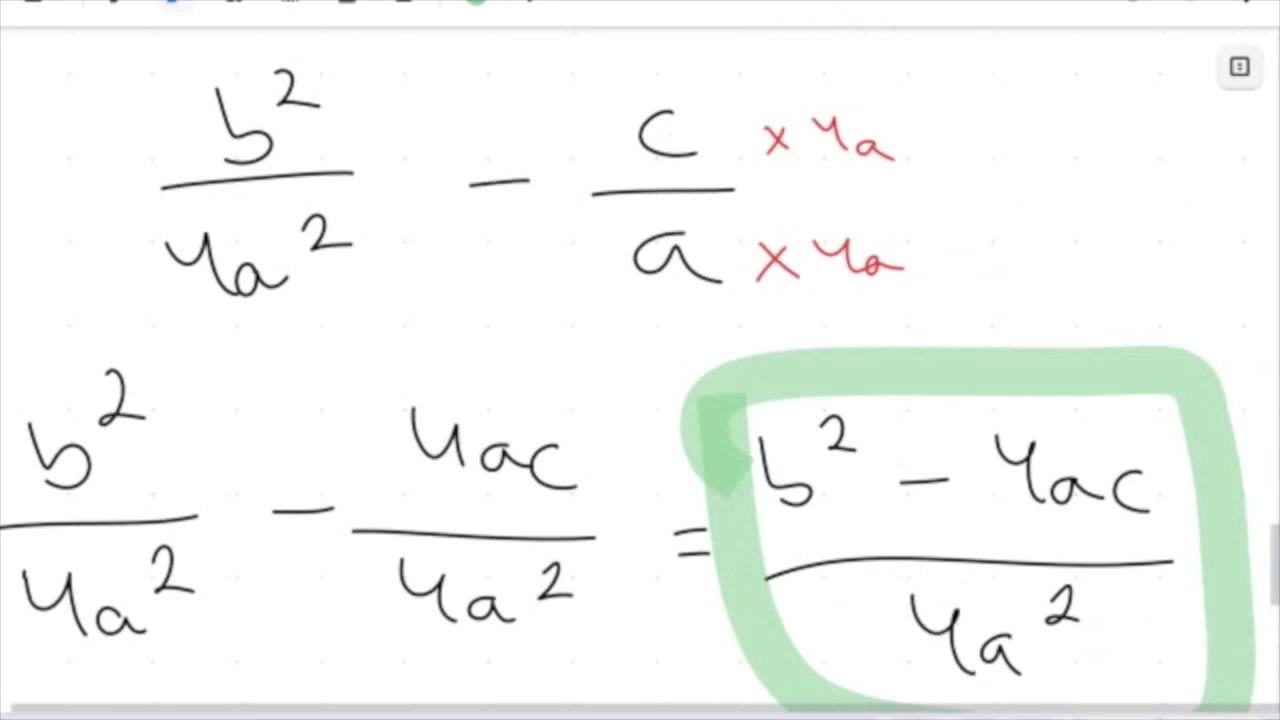 b²/4a² - c/a × 4a × 4a
b²/4a² - 4ac/4a² = b² - 4ac/4a²